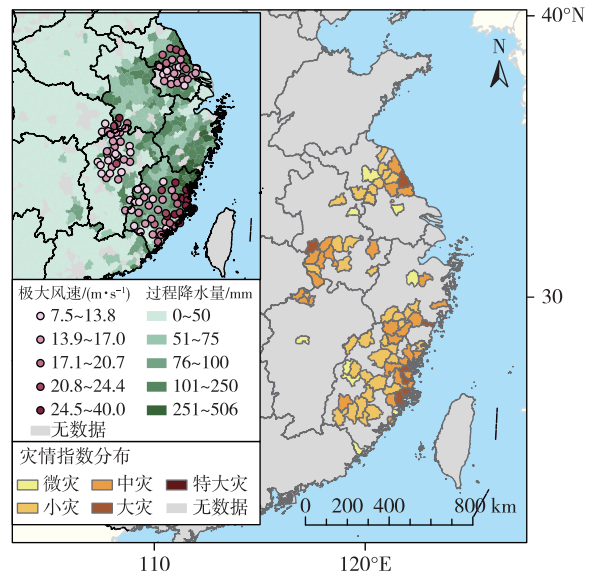 40°N
N
极大风速/(m·s⁻¹) 过程降水量/mm
7.5~13.8 0~50
13.9~17.0 51~75
17.1~20.7 76~100
20.8~24.4 101~250
24.5~40.0 251~506
无数据
30
灾情指数分布
微灾 中灾 特大灾
小灾 大灾 无数据
0 200 400 800 km
110 120°E